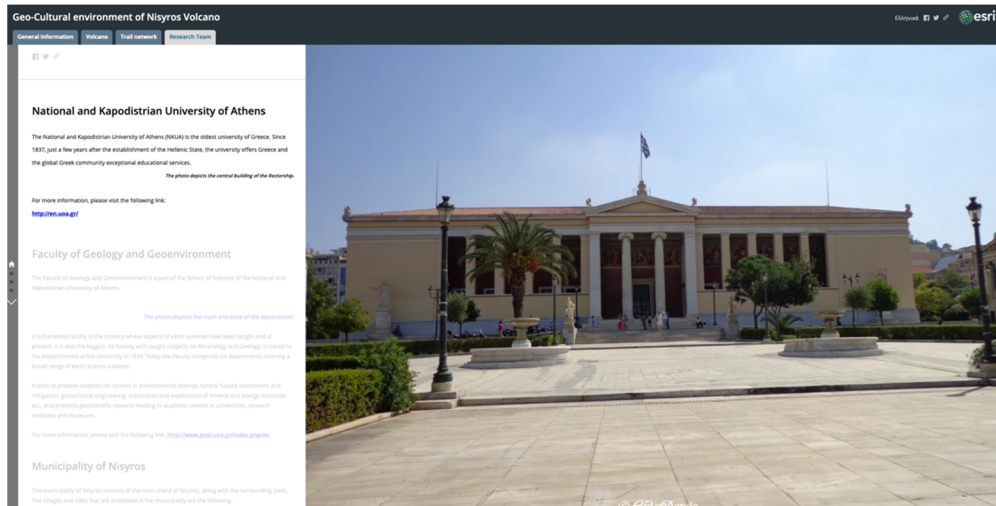 Geo-Cultural environment of Nisyros Volcano
Ελληνικά
esri
General Information
Volcano
Trail network
Research Team
National and Kapodistrian University of Athens
The National and Kapodistrian University of Athens (NKUA) is the oldest university of Greece. Since
1837, just a few years after the establishment of the Hellenic State, the university offers Greece and
the global Greek community exceptional educational services.
The photo depicts the central building of the Rectorship.
For more information, please visit the following link:
http://en.uoa.gr/
Faculty of Geology and Geoenvironment
The Faculty of Geology and Geoenvironment is a part of the School of Sciences of the National and
Kapodistrian University of Athens.
The photo depicts the main entrance of the department.
It is the oldest faculty in the country where aspects of earth sciences have been taught and at
present, it is also the biggest. Its history, with taught subjects on Mineralogy and Geology, is traced to
the establishment of the University in 1839. Today the Faculty comprises six departments covering a
broad range of earth science subjects.
It aims to prepare students for careers in environmental science, natural hazard assessment and
mitigation, geotechnical engineering, exploration and exploitation of mineral and energy resources
etc., and promote geoscientific research leading to academic careers in universities, research
institutes and museums.
For more information, please visit the following link: http://www.geol.uoa.gr/index.php/en
Municipality of Nisyros
The municipality of Nisyros consists of the main island of Nisyros, along with the surrounding islets.
The villages and islets that are embodied in the municipality are the following: